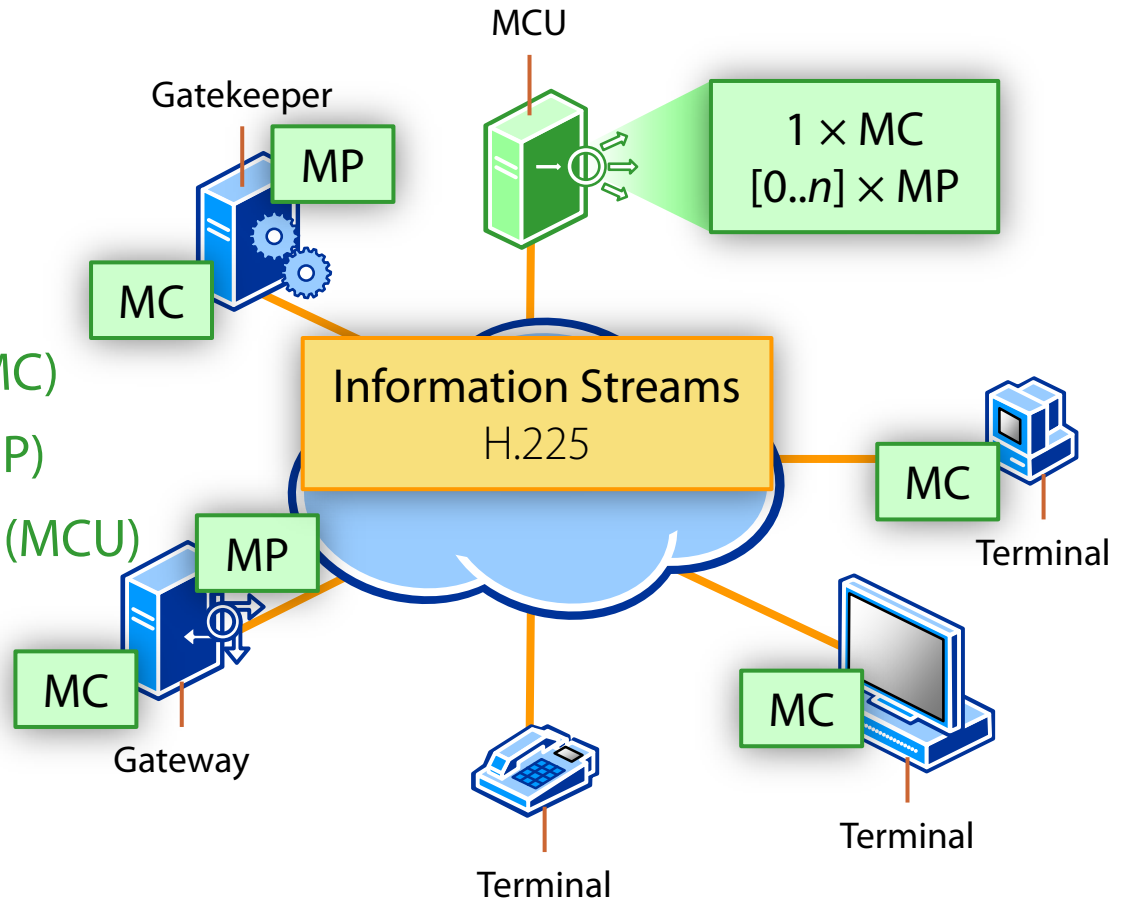 MCU
Gatekeeper
MP
1 × MC
[0..n] × MP
MC
MC)
P)
(MCU)
Information Streams
H.225
MC
Terminal
MP
MC
Gateway
MC
Terminal
Terminal